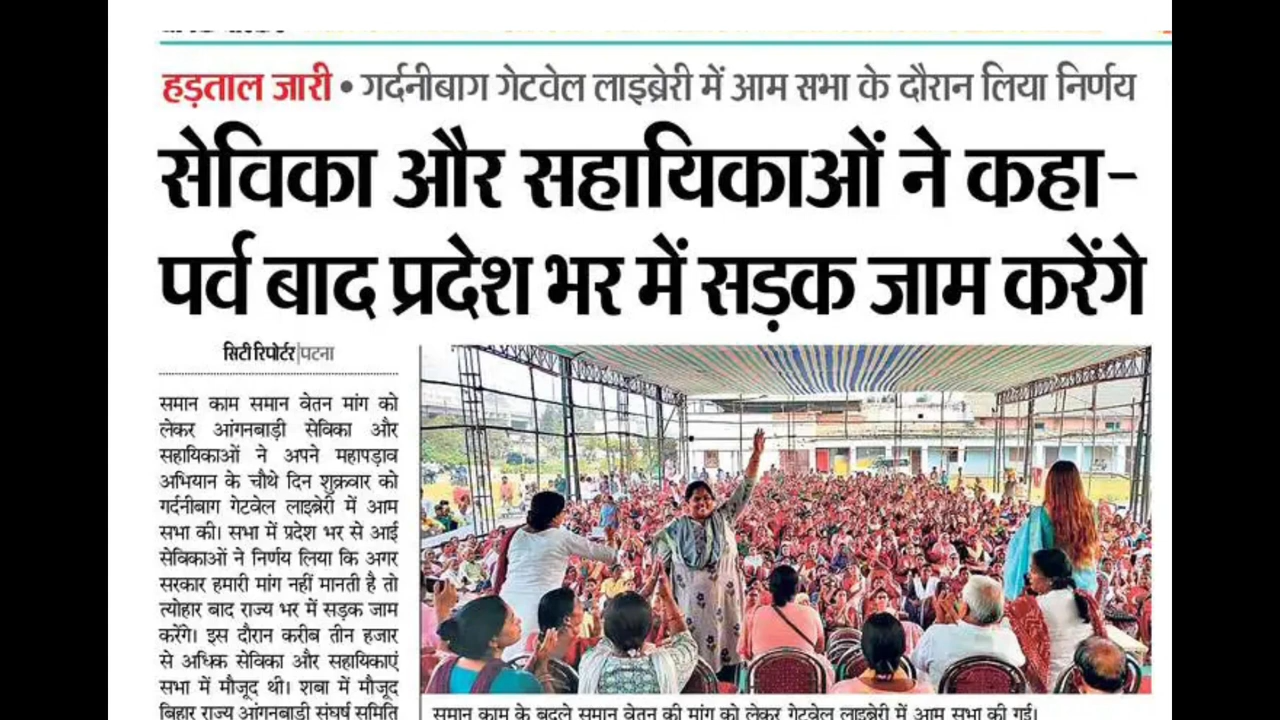 हड़ताल जारी • गर्दनीबाग गेटवेल लाइब्रेरी में आम सभा के दौरान लिया निर्णय
सेविका और सहायिकाओं ने कहा-
पर्व बाद प्रदेश भर में सड़क जाम करेंगे
सिटी रिपोर्टर|पटना
समान काम समान वेतन मांग को
लेकर आंगनबाड़ी सेविका और
सहायिकाओं ने अपने महापड़ाव
अभियान के चौथे दिन शुक्रवार को
गर्दनीबाग गेटवेल लाइब्रेरी में आम
सभा की। सभा में प्रदेश भर से आई
सेविकाओं ने निर्णय लिया कि अगर
सरकार हमारी मांग नहीं मानती है तो
त्योहार बाद राज्य भर में सड़क जाम
करेंगे। इस दौरान करीब तीन हजार
से अधिक सेविका और सहायिकाएं
सभा में मौजूद थी। शबा में मौजूद
बिहार राज्य आंगनबाड़ी संघर्ष समिति
समान काम के बदले समान वेतन की मांग को लेकर गेटवेल लाइब्रेरी में आम सभा की गई।